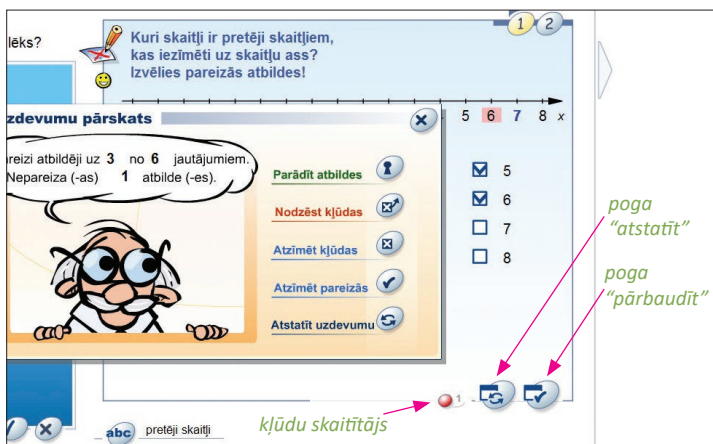 lēks?
Kuri skaitļi ir pretēji skaitļiem,
kas iezīmēti uz skaitļu ass?
Izvēlies pareizās atbildes!
1 2
5 6 7 8 x
zdevumu pārskats
areizi atbildēji uz 3 no 6 jautājumiem.
Nepareiza (-as) 1 atbilde (-es).
Parādīt atbildes
Nodzēst kļūdas
Atzīmēt kļūdas
Atzīmēt pareizās
Atstatīt uzdevumu
5
6
7
8
poga
“atstatīt”
poga
“pārbaudīt”
1
kļūdu skaitītājs
abc pretēji skaitļi